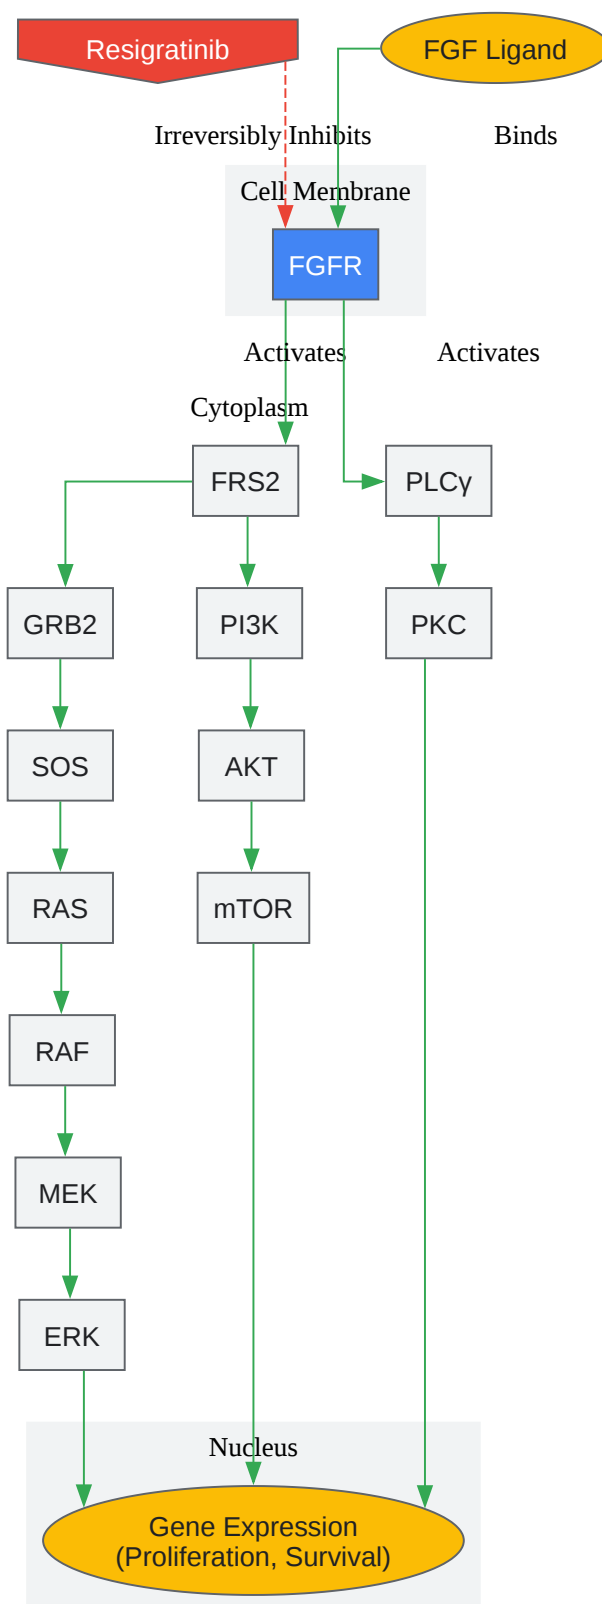 Resigratinib
FGF Ligand
Irreversibly Inhibits
Binds
Cell Membrane
FGFR
Activates
Activates
Cytoplasm
FRS2
PLCγ
GRB2
PI3K
PKC
SOS
AKT
RAS
mTOR
RAF
MEK
ERK
Nucleus
Gene Expression
(Proliferation, Survival)